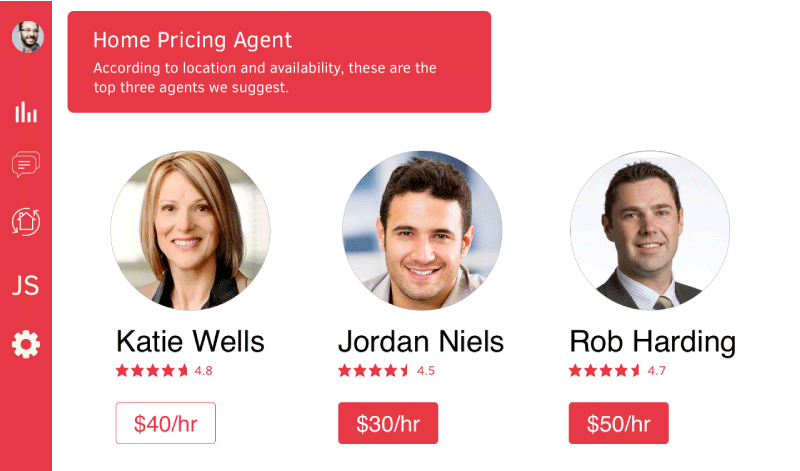 Home Pricing Agent
According to location and availability, these are the
top three agents we suggest.
JS
Katie Wells
4.8
$40/hr
Jordan Niels
4.5
$30/hr
Rob Harding
4.7
$50/hr